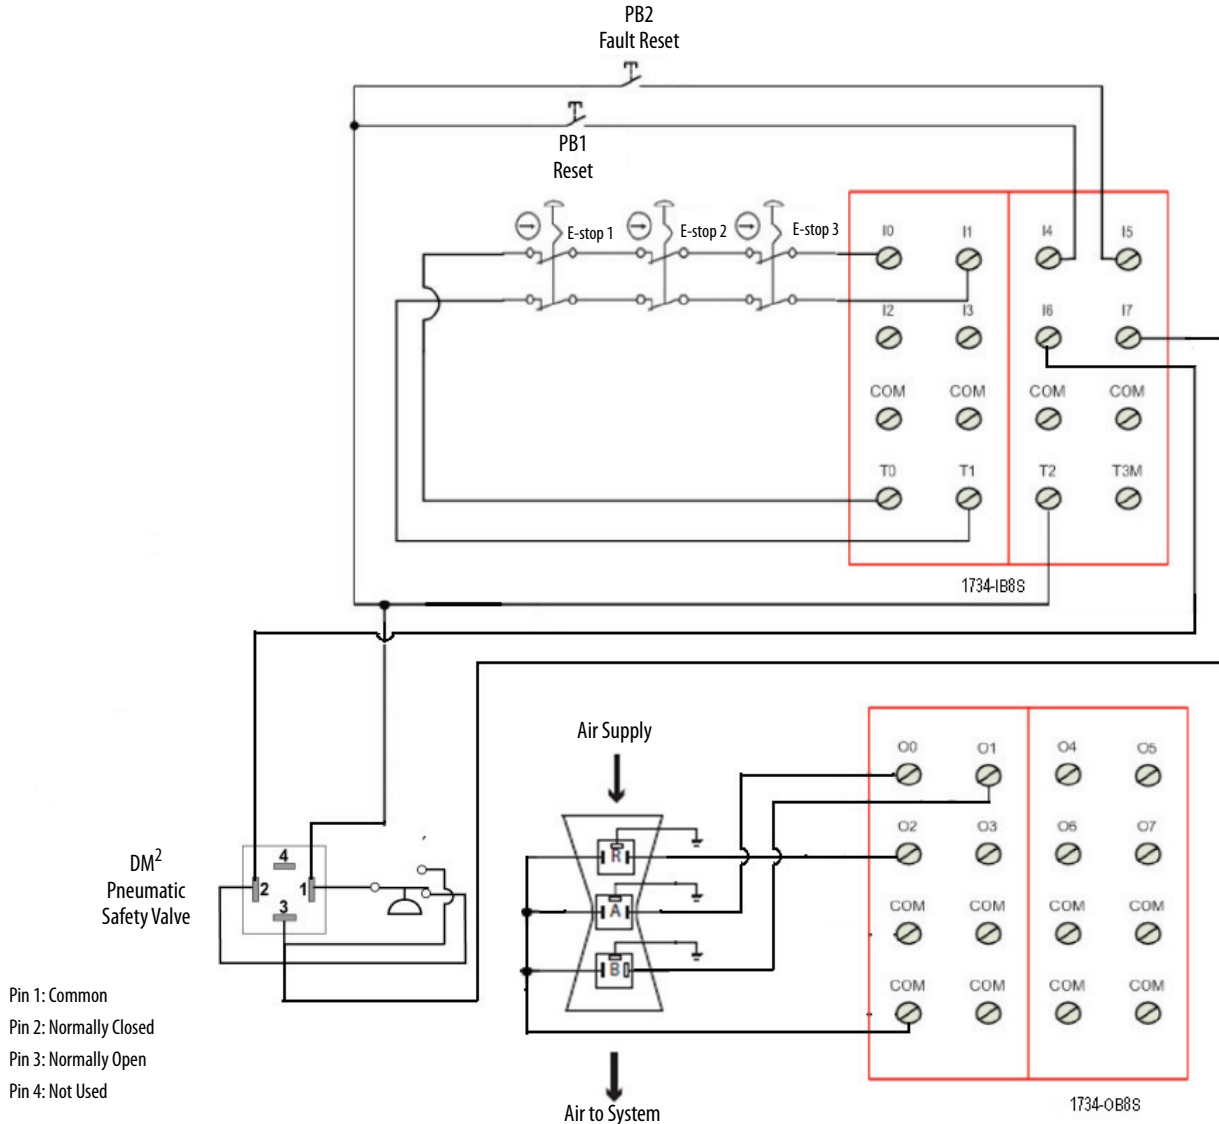 PB2
Fault Reset
PB1
Reset
E-stop 1
E-stop 2
E-stop 3
I0
I1
I4
I5
I2
I3
I6
I7
COM
COM
COM
COM
T0
T1
T2
T3M
1734-IB8S
Air Supply
O0
O1
O4
O5
O2
O3
O6
O7
COM
COM
COM
COM
COM
COM
COM
COM
1734-OB8S
R
A
B
Air to System
DM²
Pneumatic
Safety Valve
4
2
1
3
Pin 1: Common
Pin 2: Normally Closed
Pin 3: Normally Open
Pin 4: Not Used